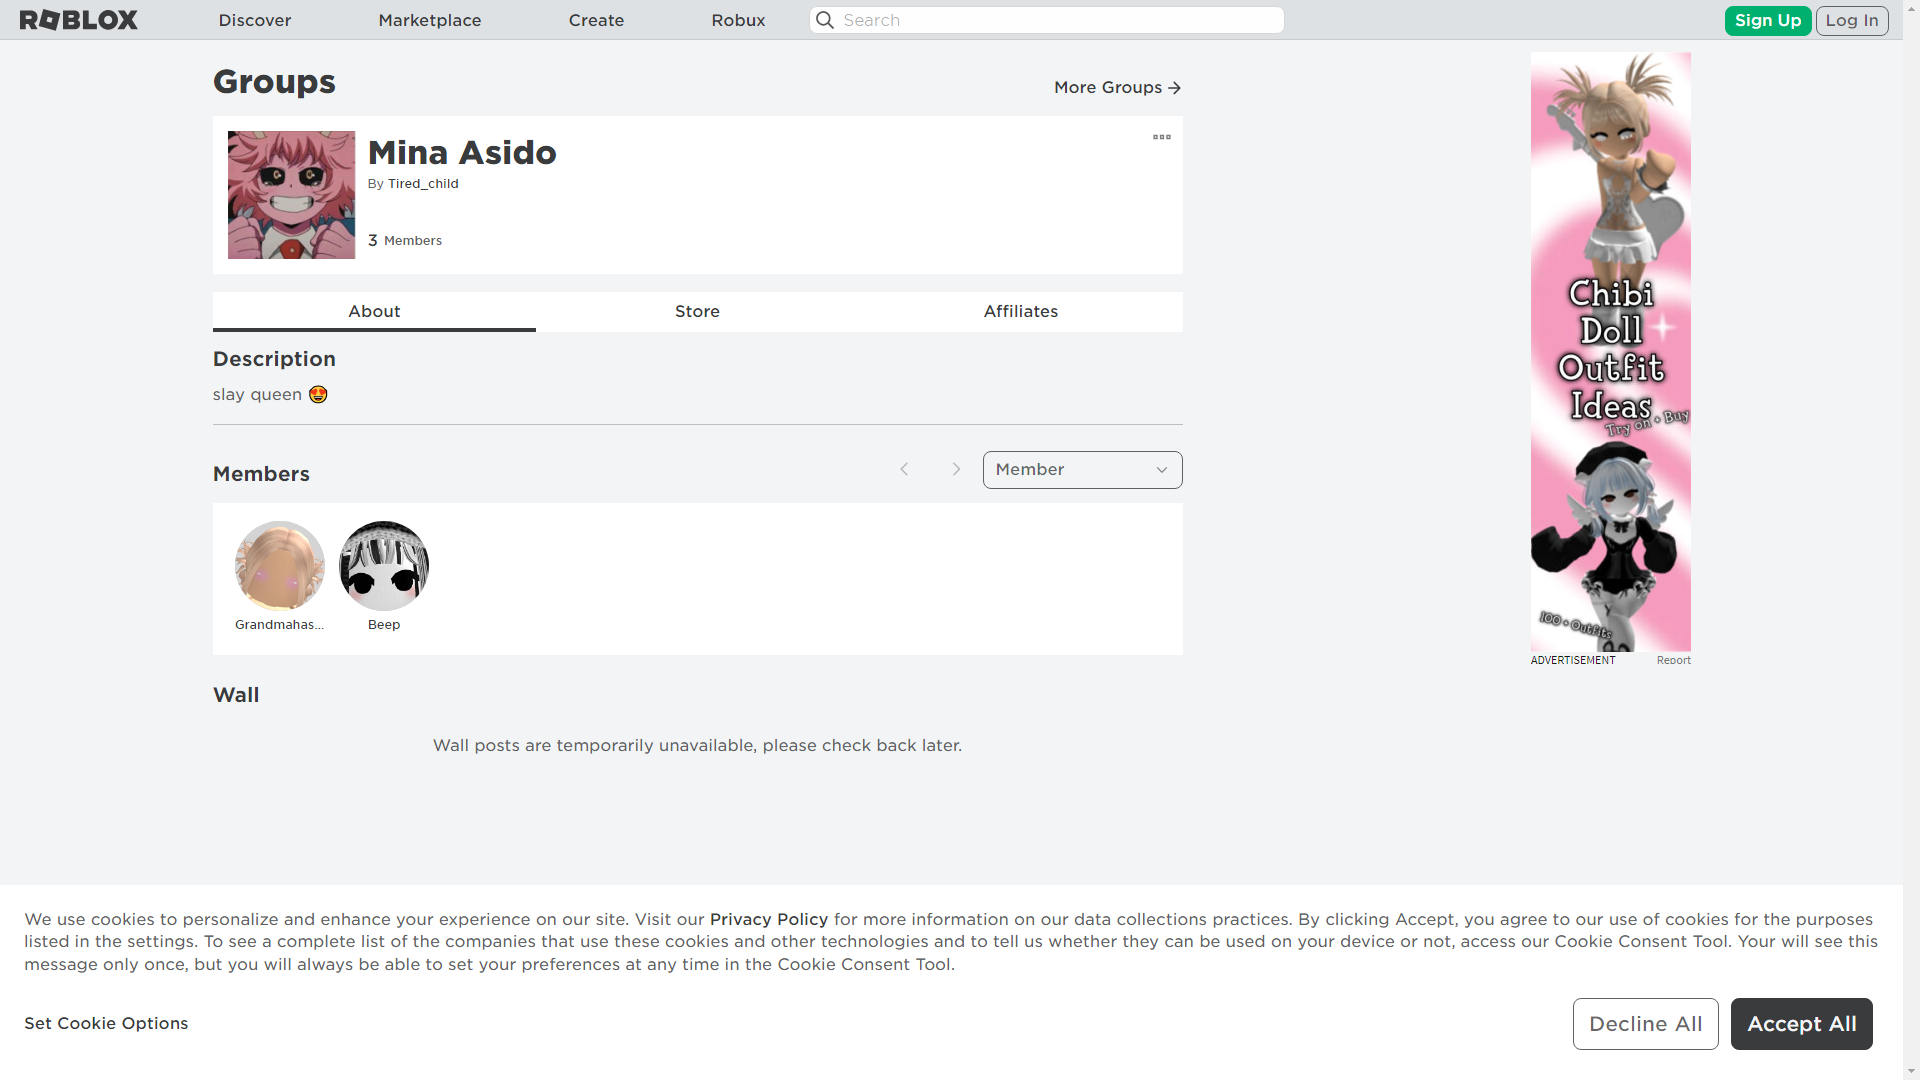 ROBLOX
Discover
Marketplace
Create
Robux
Search
Sign Up
Log In
Groups
More Groups
Mina Asido
By Tired_child
3 Members
About
Store
Affiliates
Description
slay queen 😍
Members
Member
Grandmahas...
Beep
Wall
Wall posts are temporarily unavailable, please check back later.
Chibi
Doll
Outfit
Ideas
Try on + Buy
100 + Outfits
ADVERTISEMENT
Report
We use cookies to personalize and enhance your experience on our site. Visit our Privacy Policy for more information on our data collections practices. By clicking Accept, you agree to our use of cookies for the purposes
listed in the settings. To see a complete list of the companies that use these cookies and other technologies and to tell us whether they can be used on your device or not, access our Cookie Consent Tool. Your will see this
message only once, but you will always be able to set your preferences at any time in the Cookie Consent Tool.
Set Cookie Options
Decline All
Accept All